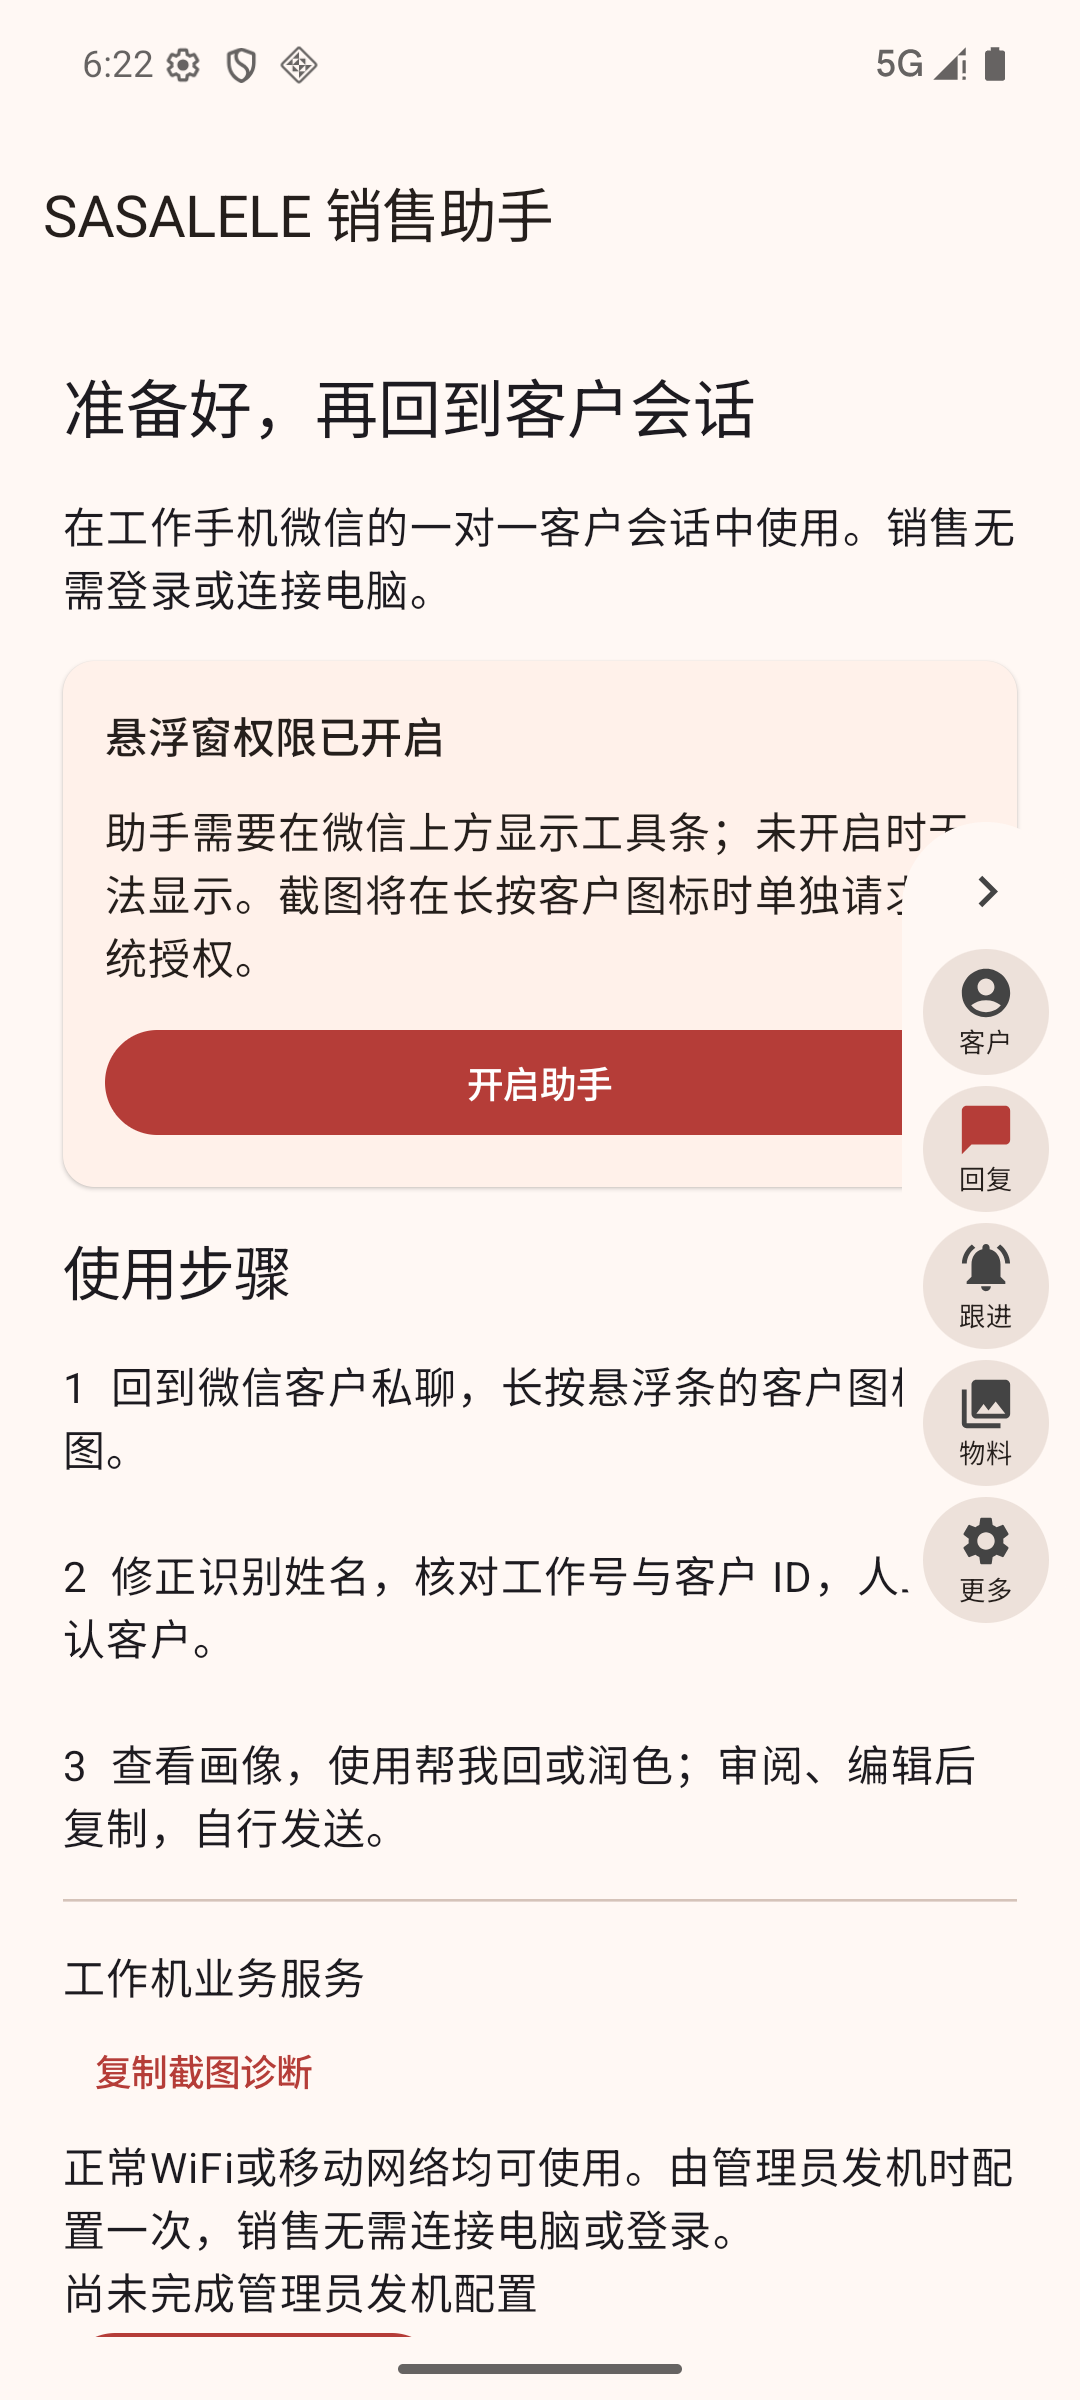 6:22
5G
SASALELE 销售助手
准备好，再回到客户会话
在工作手机微信的一对一客户会话中使用。销售无
需登录或连接电脑。
悬浮窗权限已开启
助手需要在微信上方显示工具条；未开启时无
法显示。截图将在长按客户图标时单独请求
统授权。
开启助手
客户
回复
跟进
物料
更多
使用步骤
1 回到微信客户私聊，长按悬浮条的客户图
图。
2 修正识别姓名，核对工作号与客户 ID，人
认客户。
3 查看画像，使用帮我回或润色；审阅、编辑后
复制，自行发送。
工作机业务服务
复制截图诊断
正常WiFi或移动网络均可使用。由管理员发机时配
置一次，销售无需连接电脑或登录。
尚未完成管理员发机配置